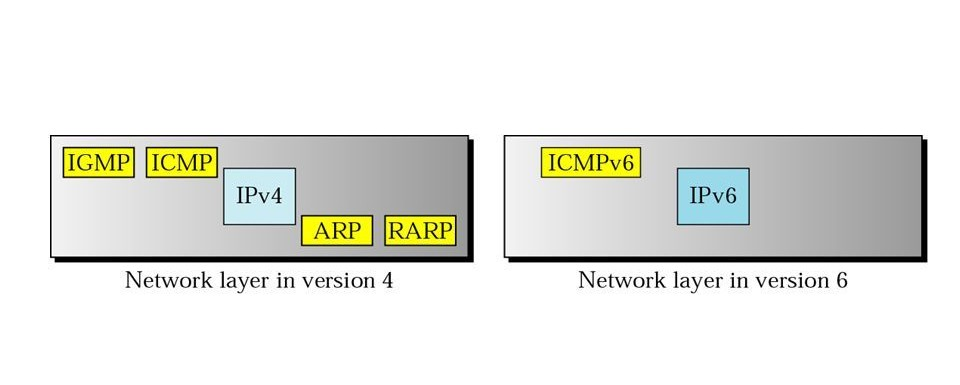 IGMP
ICMP
IPv4
ARP
RARP
Network layer in version 4
ICMPv6
IPv6
Network layer in version 6